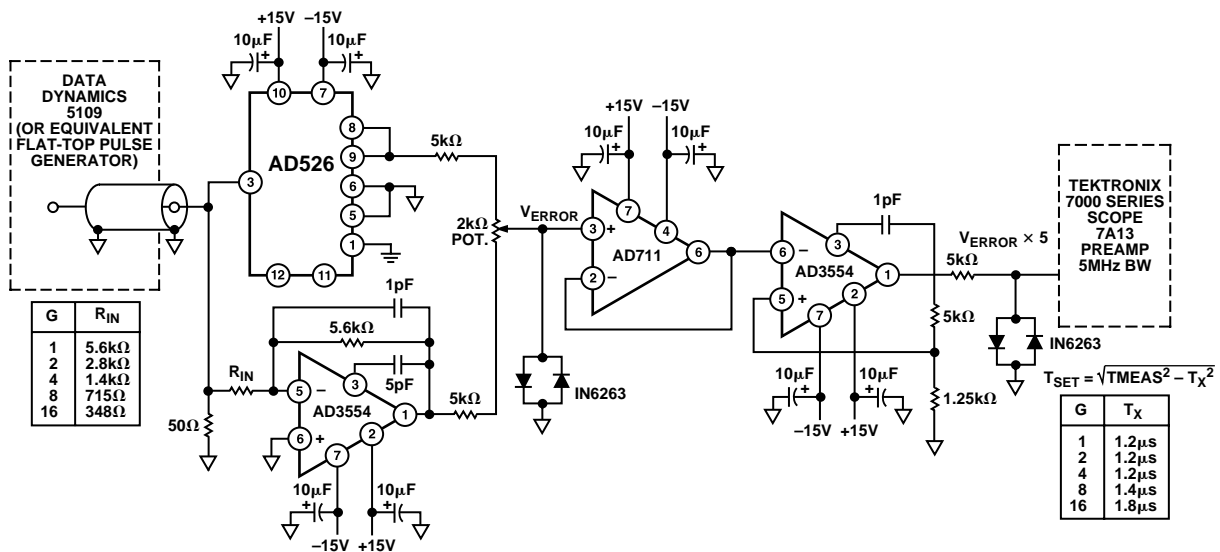 +15V
–15V
10µF
+
10µF
+
DATA
DYNAMICS
5109
(OR EQUIVALENT
FLAT-TOP PULSE
GENERATOR)
10
7
8
9
6
5
1
3
12
11
AD526
5kΩ
2kΩ
POT.
VERROR
+15V
–15V
10µF
+
10µF
+
3
+
2
–
7
4
6
AD711
6
–
5
+
3
1
7
2
AD3554
1pF
VERROR × 5
5kΩ
5kΩ
1.25kΩ
10µF
+
10µF
+
–15V
+15V
IN6263
TEKTRONIX
7000 SERIES
SCOPE
7A13
PREAMP
5MHz BW
G RIN
1 5.6kΩ
2 2.8kΩ
4 1.4kΩ
8 715Ω
16 348Ω
1pF
5.6kΩ
RIN
50Ω
5
–
6
+
3
5pF
1
2
7
AD3554
5kΩ
10µF
+
10µF
+
–15V
+15V
IN6263
TSET = √TMEAS² – TX²
G TX
1 1.2µs
2 1.2µs
4 1.2µs
8 1.4µs
16 1.8µs